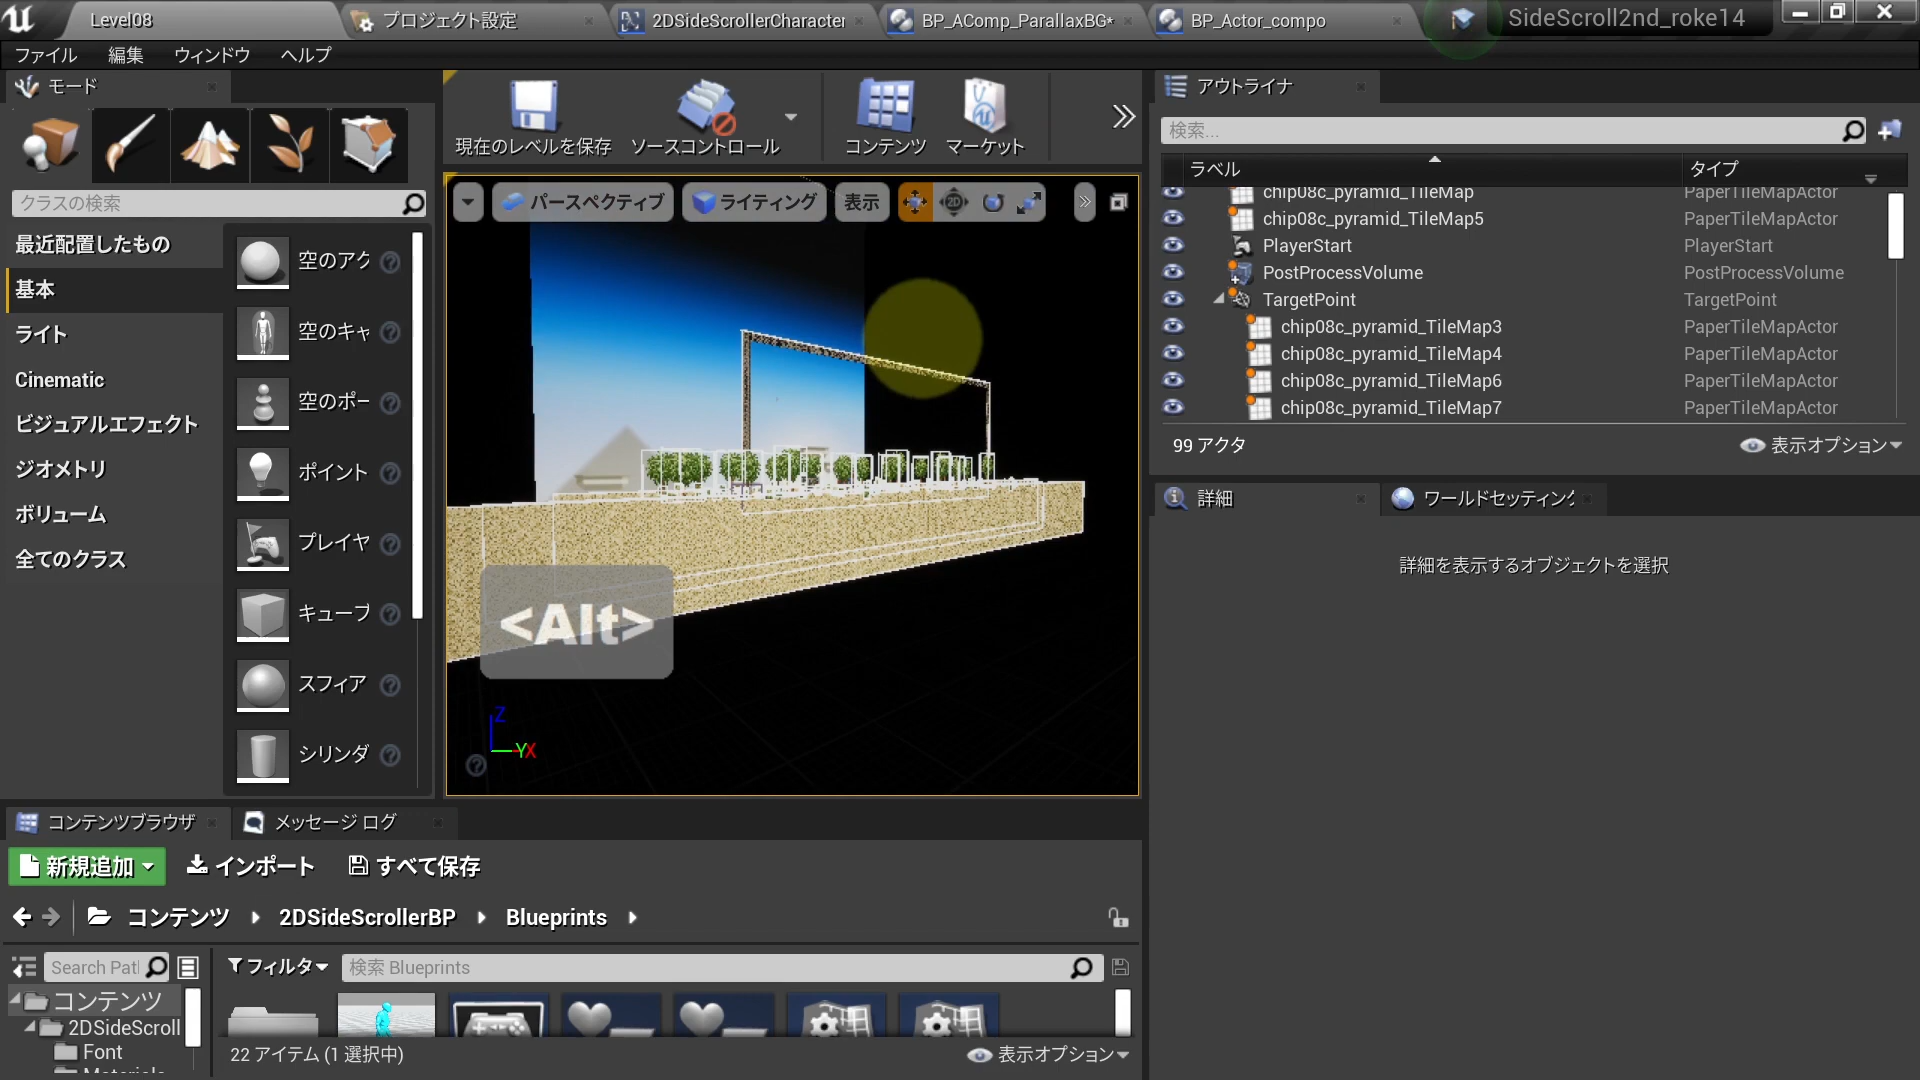 Level08
プロジェクト設定
2DSideScrollerCharacter
BP_AComp_ParallaxBG*
BP_Actor_compo
SideScroll2nd_roke14
ファイル 編集 ウィンドウ ヘルプ
モード
クラスの検索
最近配置したもの
基本
ライト
Cinematic
ビジュアルエフェクト
ジオメトリ
ボリューム
全てのクラス
空のアク
空のキャ
空のポー
ポイント
プレイヤ
キューブ
スフィア
シリンダ
現在のレベルを保存
ソースコントロール
コンテンツ
マーケット
パースペクティブ
ライティング
表示
2D
<Alt>
Z
YX
アウトライナ
検索...
ラベル タイプ
chip08c_pyramid_TileMap PaperTileMapActor
chip08c_pyramid_TileMap5 PaperTileMapActor
PlayerStart PlayerStart
PostProcessVolume PostProcessVolume
TargetPoint TargetPoint
chip08c_pyramid_TileMap3 PaperTileMapActor
chip08c_pyramid_TileMap4 PaperTileMapActor
chip08c_pyramid_TileMap6 PaperTileMapActor
chip08c_pyramid_TileMap7 PaperTileMapActor
99 アクタ
表示オプション
詳細
ワールドセッティング
詳細を表示するオブジェクトを選択
コンテンツブラウザ
メッセージ ログ
新規追加
インポート
すべて保存
コンテンツ 2DSideScrollerBP Blueprints
Search Pat
フィルタ
検索 Blueprints
コンテンツ
2DSideScroll
Font
Materials
22 アイテム (1 選択中)
表示オプション